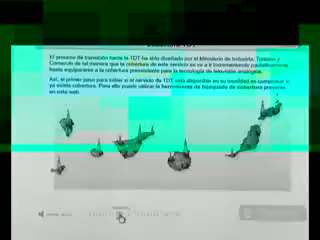 El proceso de transición hacia la TDT ha sido diseñado por el Ministerio de Industria, Turismo y
Comercio de tal manera que la cobertura de este servicio se va a ir incrementando paulatinamente
hasta equipararse a la cobertura preexistente para la tecnología de televisión analógica.
Así, el primer paso para saber si el servicio de TDT está disponible en su localidad es comprobar si
ya existe cobertura. Para ello puede utilizar la herramienta de búsqueda de cobertura presente
en esta web.